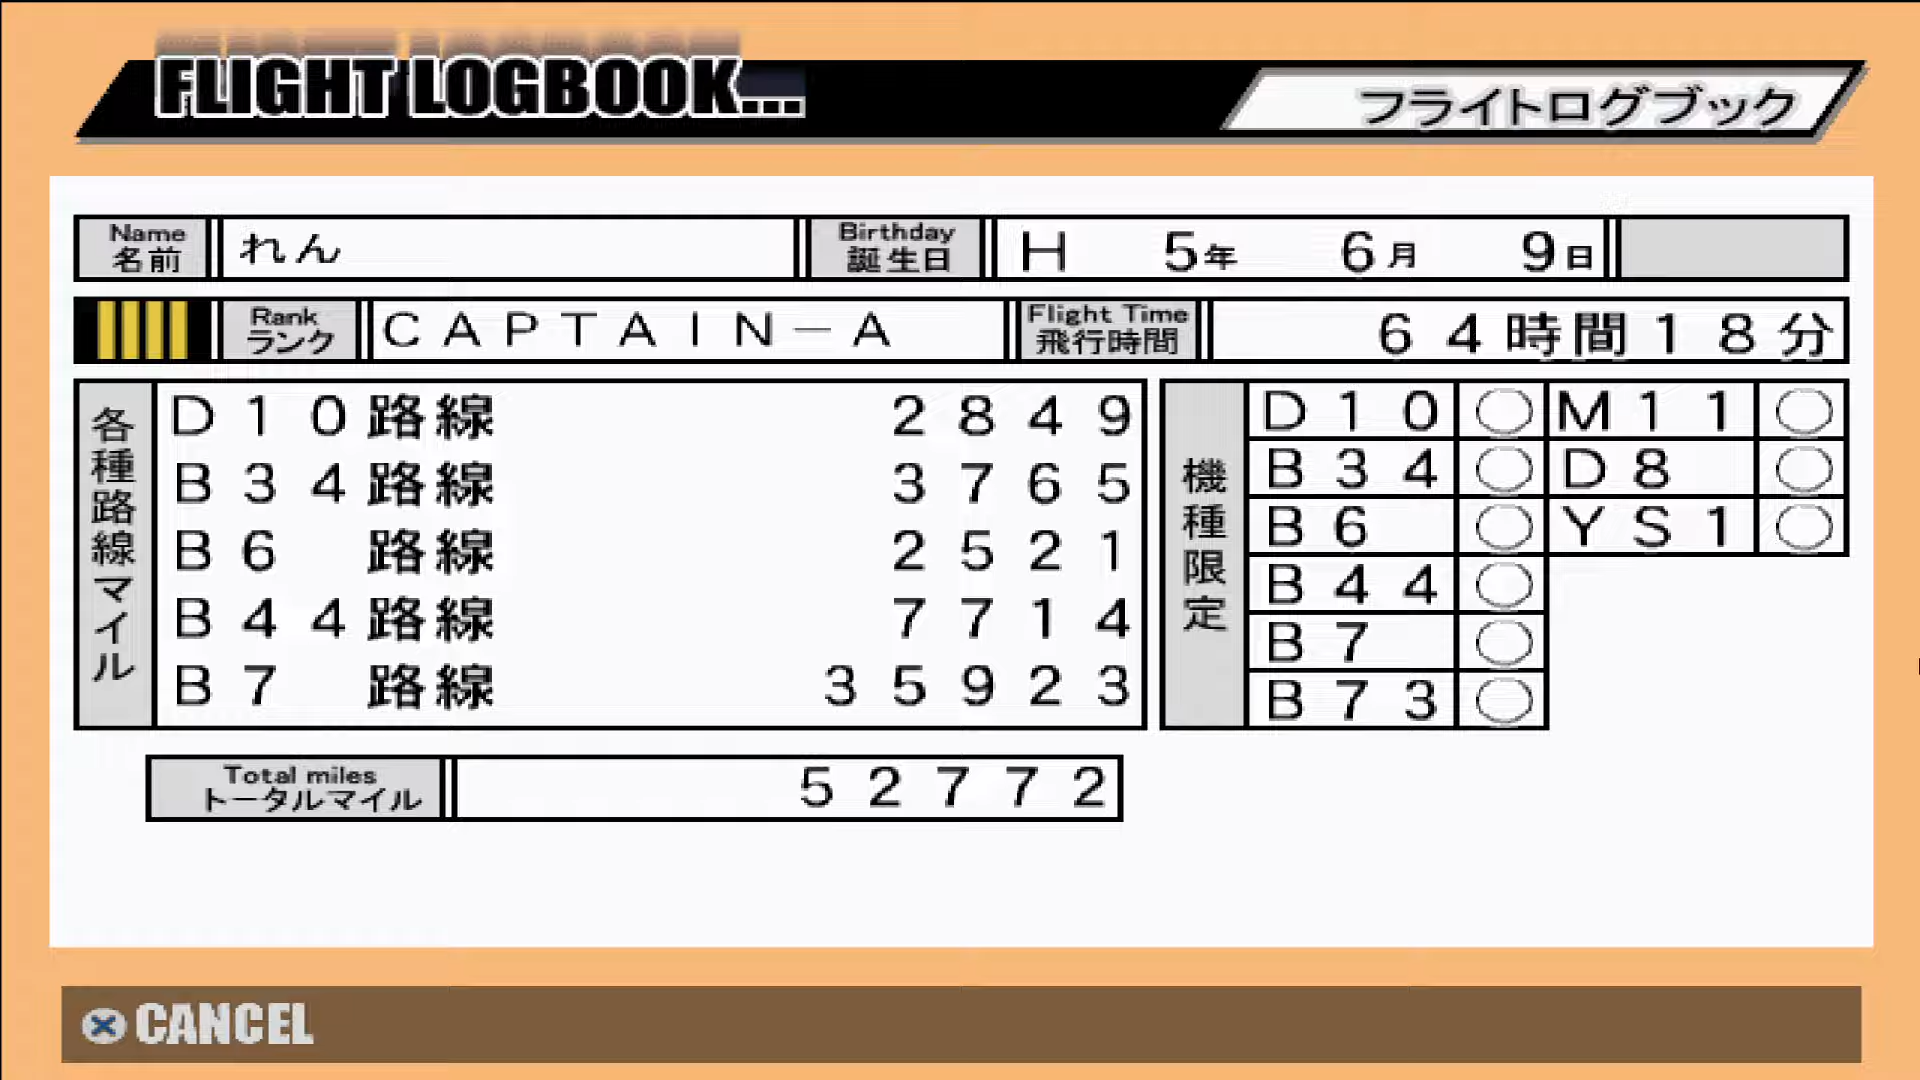 FLIGHT LOGBOOK...
フライトログブック
Name
名前
れん
Birthday
誕生日
H 5年 6月 9日
Rank
ランク
CAPTAIN-A
Flight Time
飛行時間
64時間18分
各種路線マイル
D10路線 2849
B34路線 3765
B6 路線 2521
B44路線 7714
B7 路線 35923
機種限定
D10 ○ M11 ○
B34 ○ D8 ○
B6 ○ YS1 ○
B44 ○
B7 ○
B73 ○
Total miles
トータルマイル
52772
CANCEL